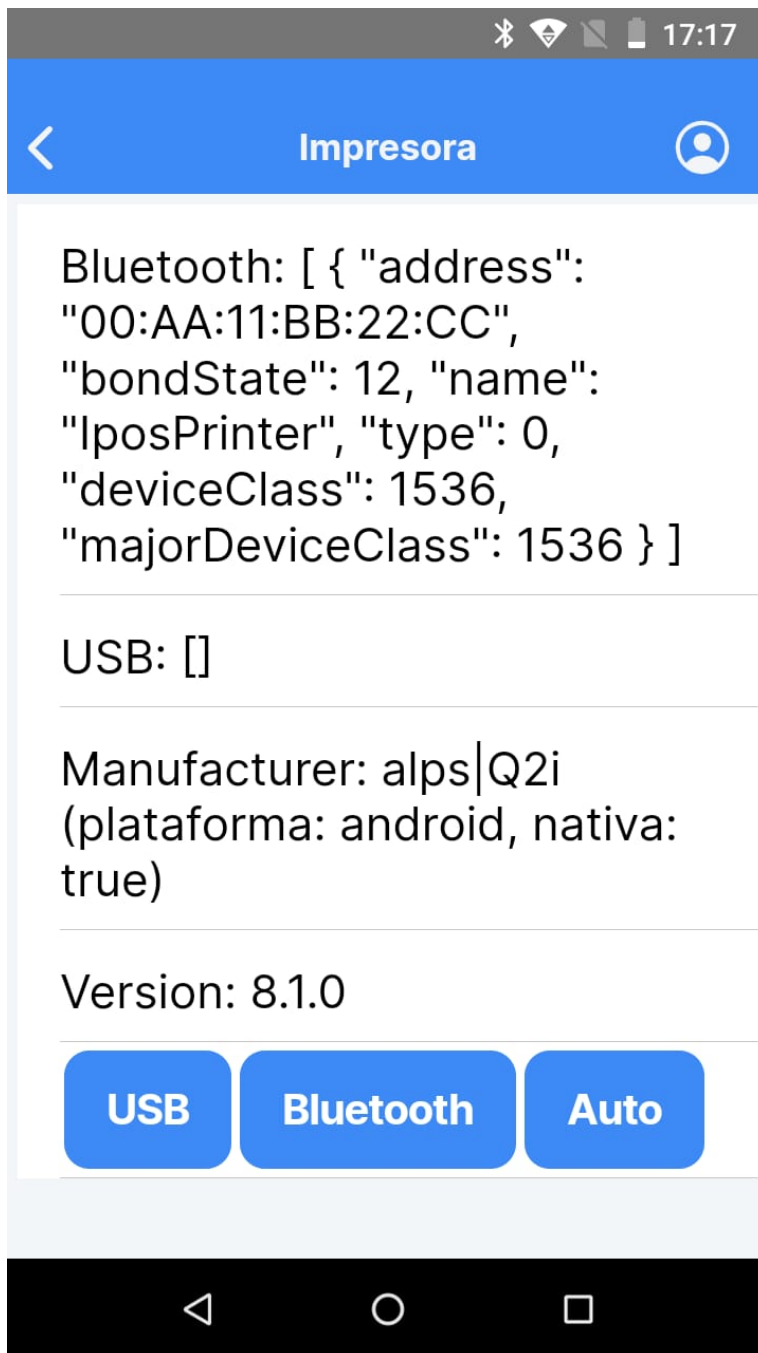 17:17
Impresora
Bluetooth: [ { "address":
"00:AA:11:BB:22:CC",
"bondState": 12, "name":
"IposPrinter", "type": 0,
"deviceClass": 1536,
"majorDeviceClass": 1536 } ]
USB: []
Manufacturer: alps|Q2i
(plataforma: android, nativa:
true)
Version: 8.1.0
USB Bluetooth Auto